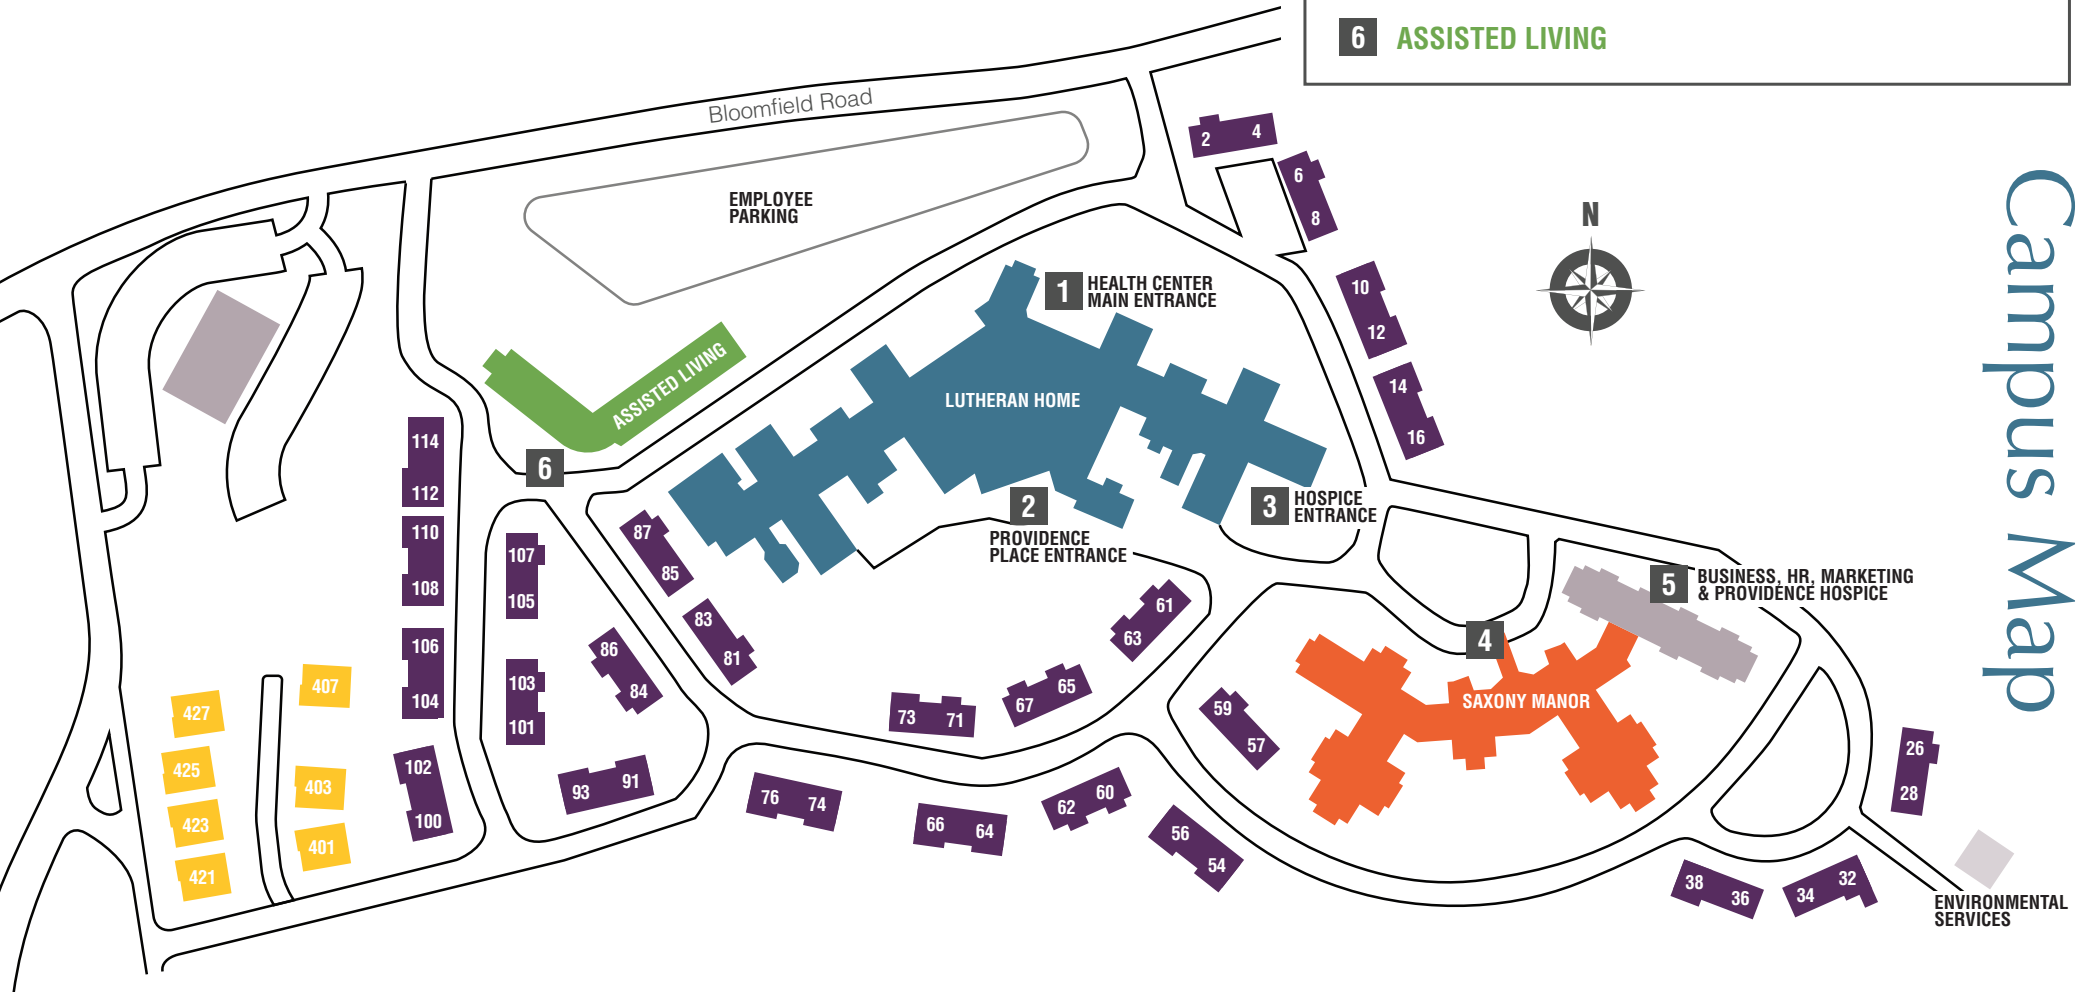 6 ASSISTED LIVING
Bloomfield Road
2 4
EMPLOYEE
PARKING
6
8
N
Campus Map
1 HEALTH CENTER
MAIN ENTRANCE
10
12
ASSISTED LIVING
LUTHERAN HOME
14
16
114
6
112
2
3 HOSPICE
ENTRANCE
110
87
PROVIDENCE
PLACE ENTRANCE
107
85
108
105
5 BUSINESS, HR, MARKETING
& PROVIDENCE HOSPICE
61
63
83
81
106
86
84
4
104
103
101
407
427
65
67
73 71
59
57
SAXONY MANOR
425
403
102
100
93 91
76 74
66 64
62 60
56
54
26
28
423
401
421
38
36
34
32
ENVIRONMENTAL
SERVICES